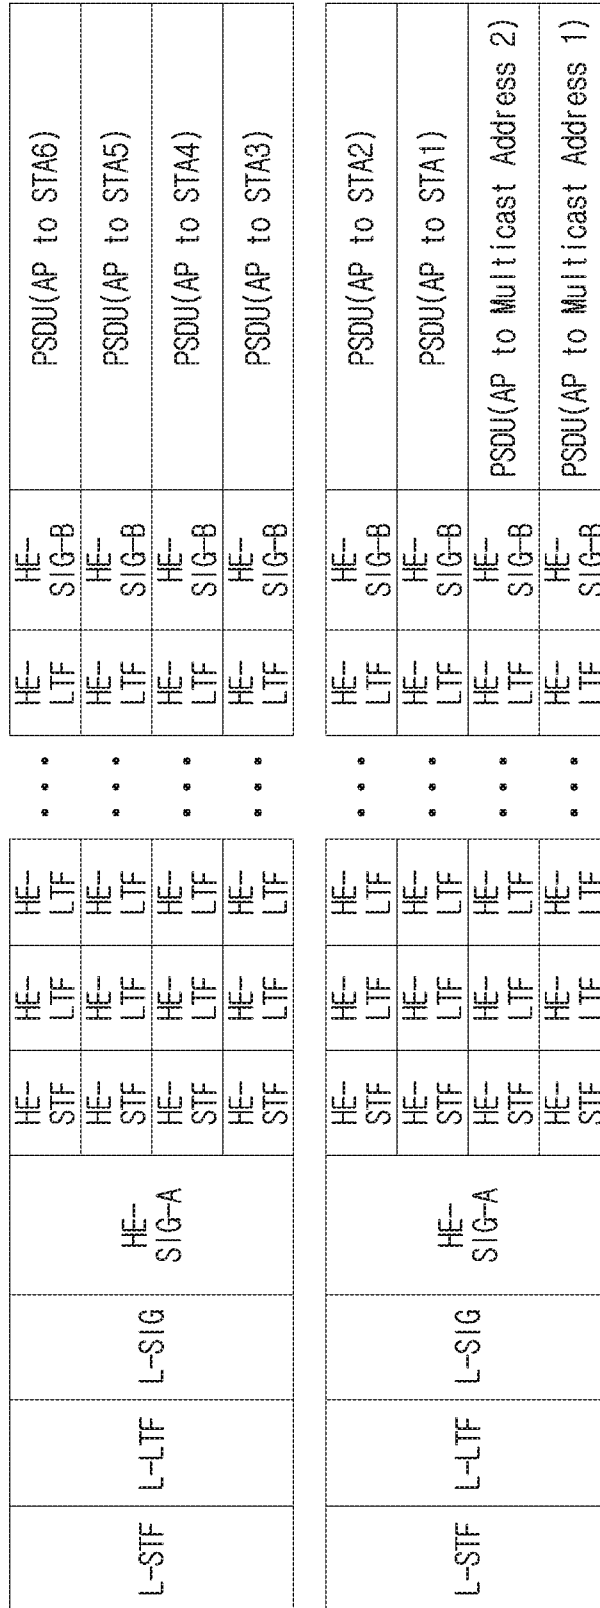 L-STF
L-LTF
L-SIG
HE-
SIG-A
HE-
STF
HE-
LTF
HE-
LTF
...
HE-
LTF
HE-
SIG-B
PSDU(AP to STA6)
HE-
STF
HE-
LTF
HE-
LTF
...
HE-
LTF
HE-
SIG-B
PSDU(AP to STA5)
HE-
STF
HE-
LTF
HE-
LTF
...
HE-
LTF
HE-
SIG-B
PSDU(AP to STA4)
HE-
STF
HE-
LTF
HE-
LTF
...
HE-
LTF
HE-
SIG-B
PSDU(AP to STA3)
L-STF
L-LTF
L-SIG
HE-
SIG-A
HE-
STF
HE-
LTF
HE-
LTF
...
HE-
LTF
HE-
SIG-B
PSDU(AP to STA2)
HE-
STF
HE-
LTF
HE-
LTF
...
HE-
LTF
HE-
SIG-B
PSDU(AP to STA1)
HE-
STF
HE-
LTF
HE-
LTF
...
HE-
LTF
HE-
SIG-B
PSDU(AP to Multicast Address 2)
HE-
STF
HE-
LTF
HE-
LTF
...
HE-
LTF
HE-
SIG-B
PSDU(AP to Multicast Address 1)